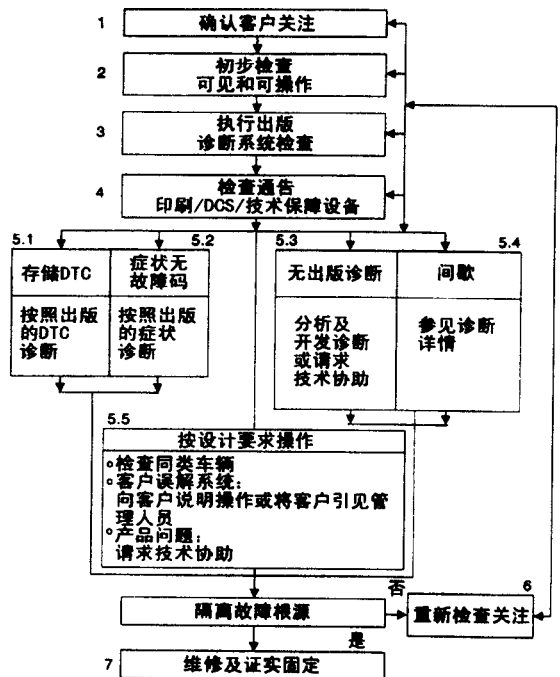 1
确认客户关注
2
初步检查
可见和可操作
3
执行出版
诊断系统检查
4
检查通告
印刷/DCS/技术保障设备
5.1
存储DTC
按照出版
的DTC
诊断
5.2
症状无
故障码
按照出版
的症状
诊断
5.3
无出版诊断
分析及
开发诊断
或请求
技术协助
5.4
间歇
参见诊断
详情
5.5
按设计要求操作
°检查同类车辆
°客户误解系统:
向客户说明操作或将客户引见管
理人员
°产品问题:
请求技术协助
隔离故障根源
否
6
重新检查关注
是
7
维修及证实固定